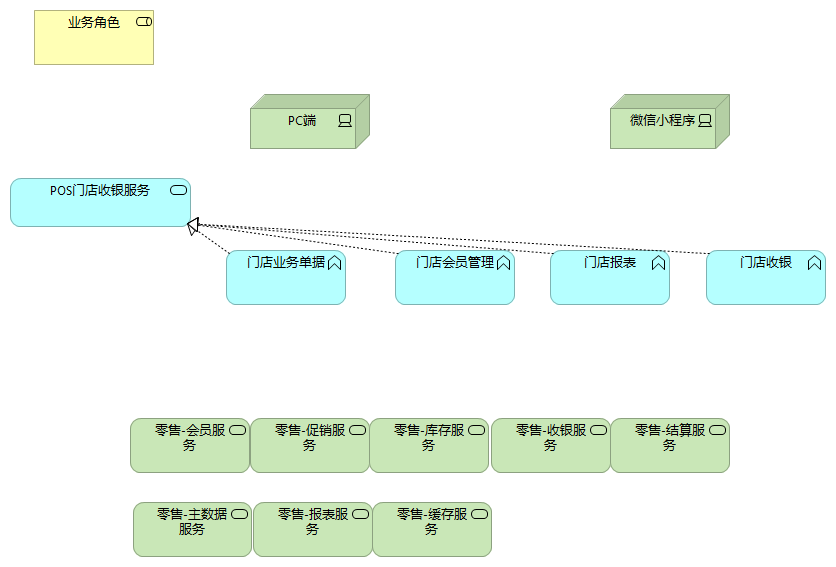 业务角色
PC端
微信小程序
POS门店收银服务
门店业务单据
门店会员管理
门店报表
门店收银
零售-会员服
务
零售-促销服
务
零售-库存服
务
零售-收银服
务
零售-结算服
务
零售-主数据
服务
零售-报表服
务
零售-缓存服
务